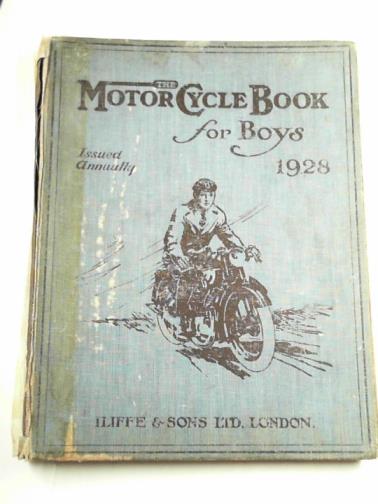 THE
MOTOR CYCLE BOOK
for Boys
Issued
Annually
1928
ILIFFE & SONS LTD. LONDON.